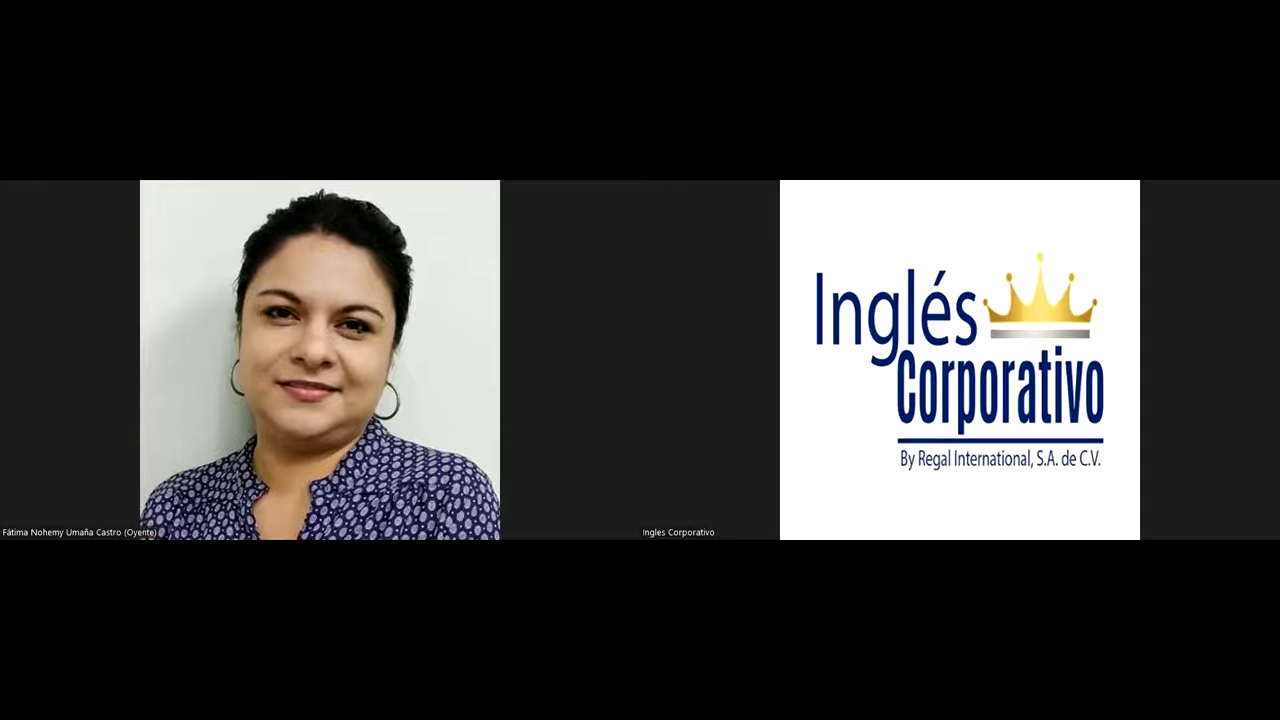 Inglés
Corporativo
By Regal International, S.A. de C.V.
Fátima Nohemy Umaña Castro (Oyente)
Ingles Corporativo